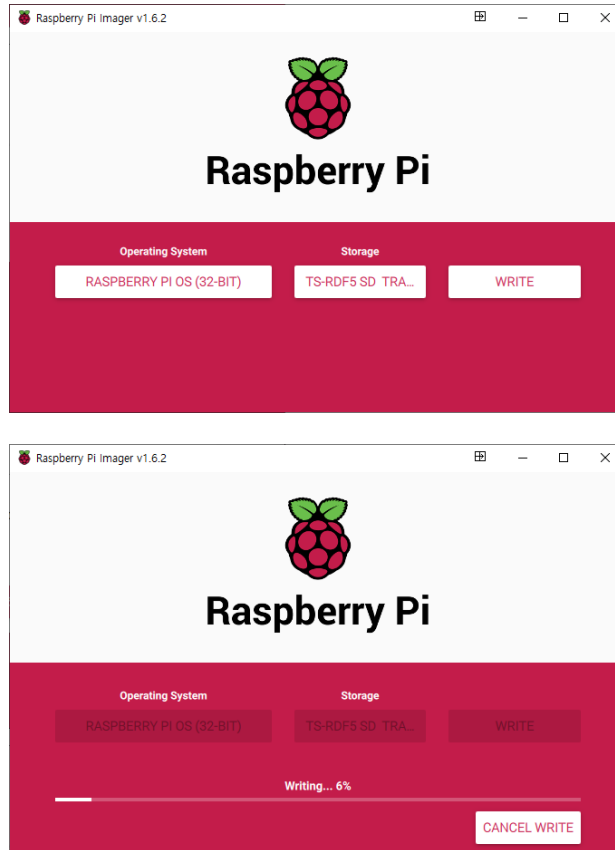 Raspberry Pi Imager v1.6.2
Raspberry Pi
Operating System Storage
RASPBERRY PI OS (32-BIT) TS-RDF5 SD TRA... WRITE
Raspberry Pi Imager v1.6.2
Raspberry Pi
Operating System Storage
RASPBERRY PI OS (32-BIT) TS-RDF5 SD TRA... WRITE
Writing... 6%
CANCEL WRITE